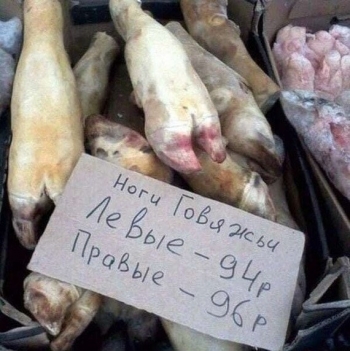 Ноги Говяжьи
Левые - 94р
Правые - 96р